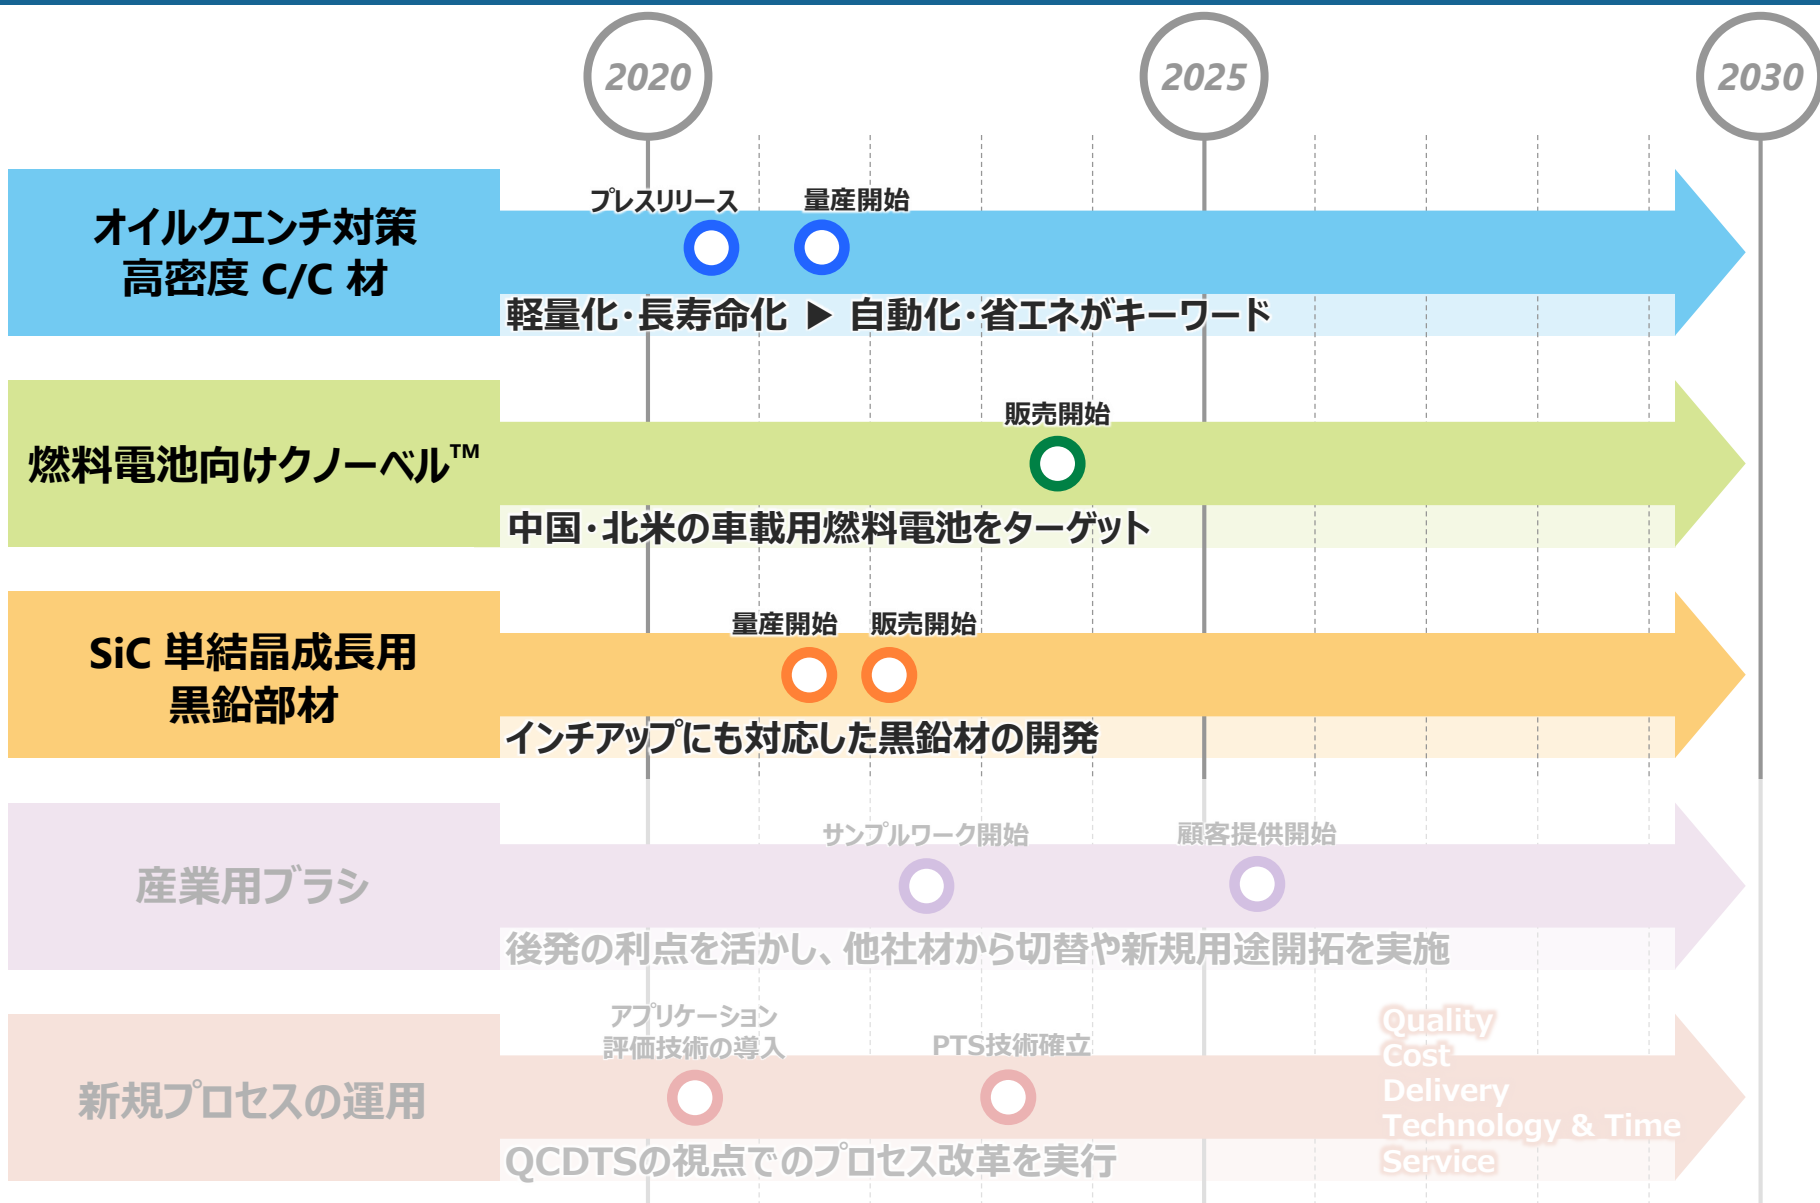 2020
2025
2030
オイルクエンチ対策
高密度 C/C 材
プレスリリース
量産開始
軽量化・長寿命化 ▶ 自動化・省エネがキーワード
燃料電池向けクノーベル™
販売開始
中国・北米の車載用燃料電池をターゲット
SiC 単結晶成長用
黒鉛部材
量産開始
販売開始
インチアップにも対応した黒鉛材の開発
産業用ブラシ
サンプルワーク開始
顧客提供開始
後発の利点を活かし、他社材から切替や新規用途開拓を実施
新規プロセスの運用
アプリケーション
評価技術の導入
PTS技術確立
QCDTSの視点でのプロセス改革を実行
Quality
Cost
Delivery
Technology & Time
Service